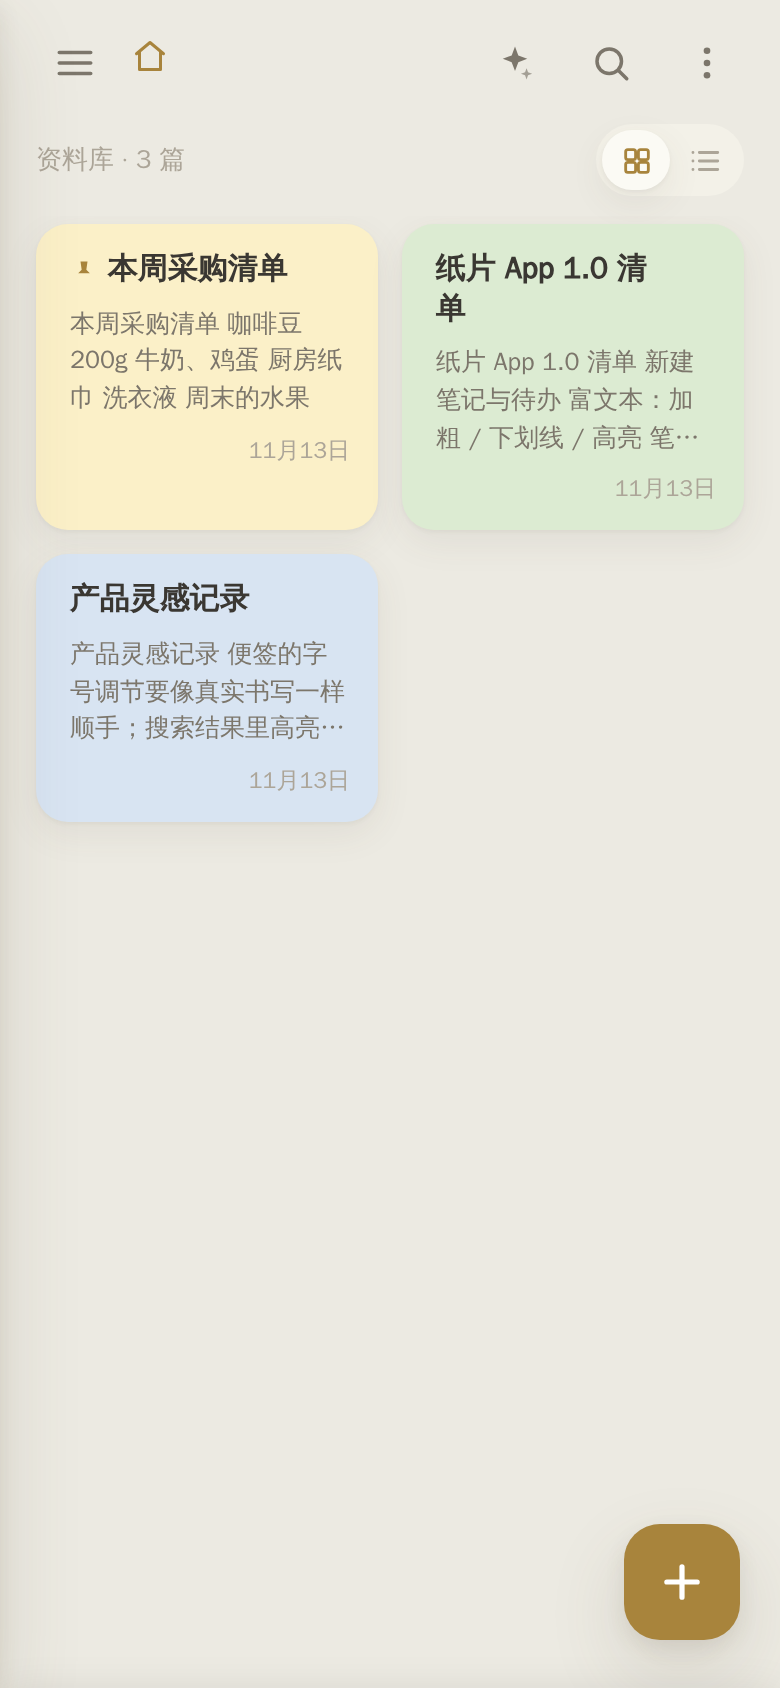 资料库 · 3 篇
本周采购清单
本周采购清单 咖啡豆
200g 牛奶、鸡蛋 厨房纸
巾 洗衣液 周末的水果
11月13日
纸片 App 1.0 清
单
纸片 App 1.0 清单 新建
笔记与待办 富文本：加
粗 / 下划线 / 高亮 笔…
11月13日
产品灵感记录
产品灵感记录 便签的字
号调节要像真实书写一样
顺手；搜索结果里高亮…
11月13日